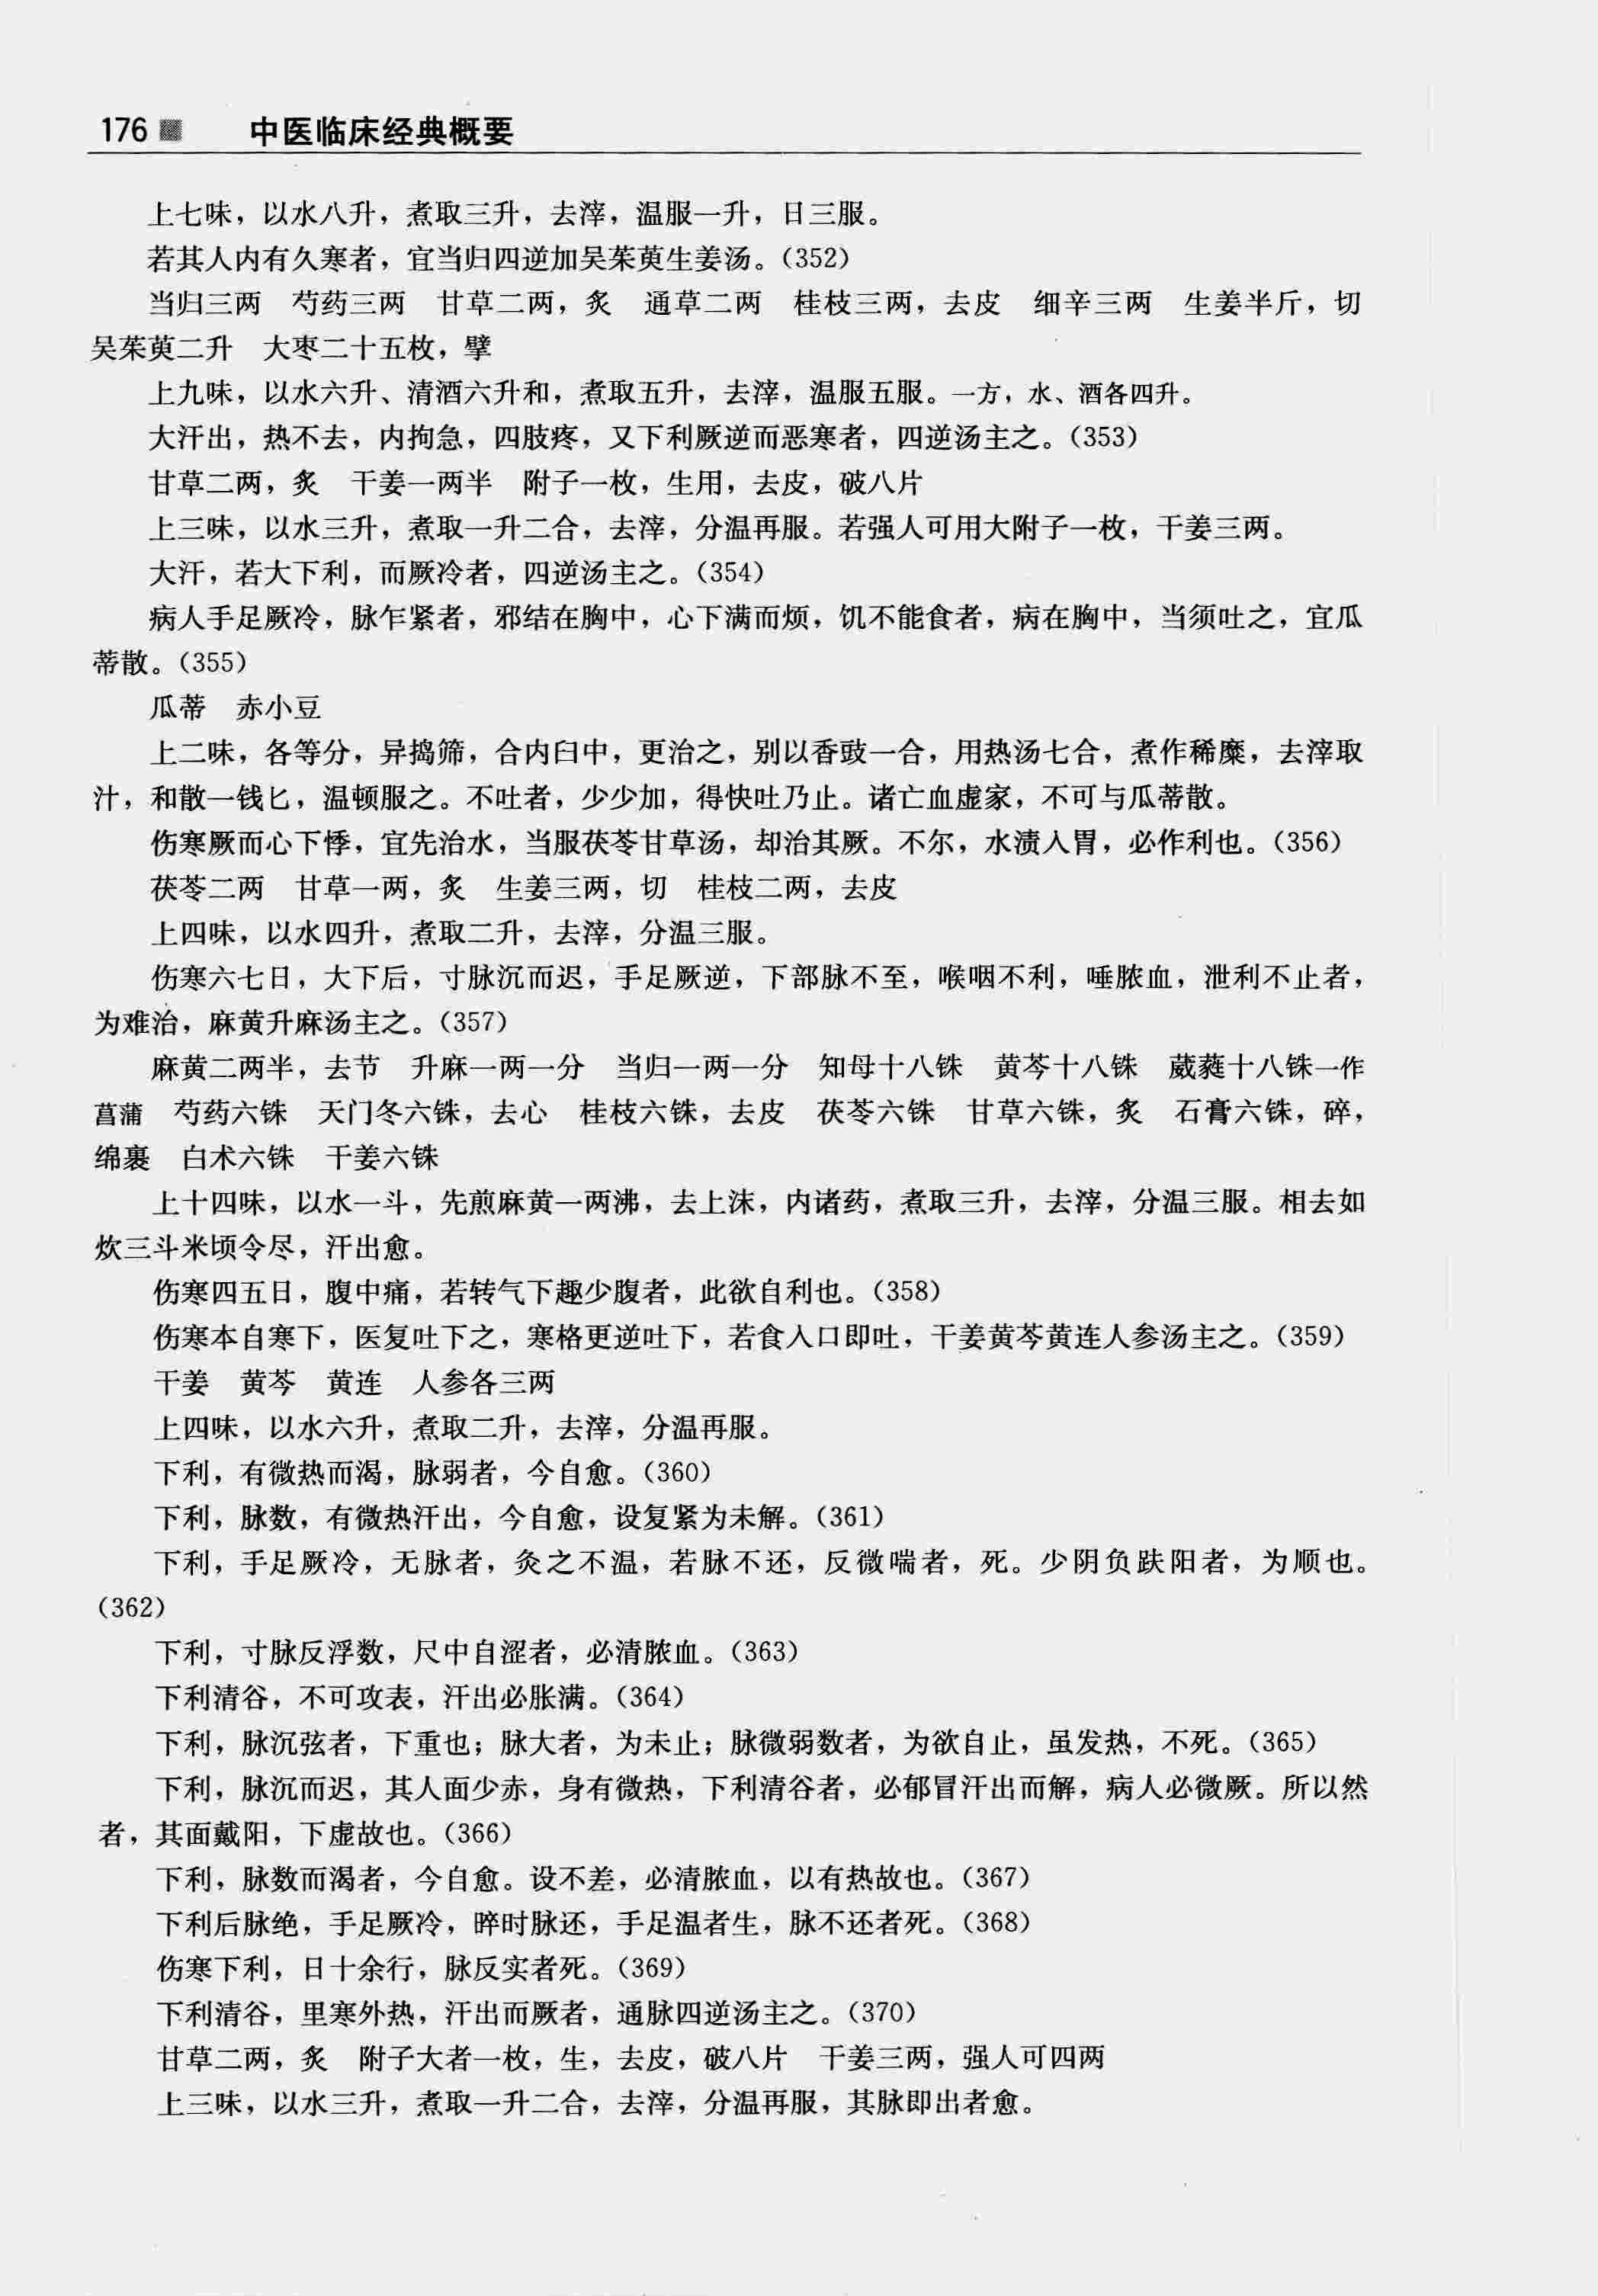 176 中医临床经典概要
上七味，以水八升，煮取三升，去滓，温服一升，日三服。
若其人内有久寒者，宜当归四逆加吴茱萸生姜汤。（352）
当归三两 芍药三两 甘草二两，炙 通草二两 桂枝三两，去皮 细辛三两 生姜半斤，切
吴茱萸二升 大枣二十五枚，擘
上九味，以水六升、清酒六升和，煮取五升，去滓，温服五服。一方，水、酒各四升。
大汗出，热不去，内拘急，四肢疼，又下利厥逆而恶寒者，四逆汤主之。（353）
甘草二两，炙 干姜一两半 附子一枚，生用，去皮，破八片
上三味，以水三升，煮取一升二合，去滓，分温再服。若强人可用大附子一枚，干姜三两。
大汗，若大下利，而厥冷者，四逆汤主之。（354）
病人手足厥冷，脉乍紧者，邪结在胸中，心下满而烦，饥不能食者，病在胸中，当须吐之，宜瓜
蒂散。（355）
瓜蒂 赤小豆
上二味，各等分，异捣筛，合内臼中，更治之，别以香豉一合，用热汤七合，煮作稀糜，去滓取
汁，和散一钱匕，温顿服之。不吐者，少少加，得快吐乃止。诸亡血虚家，不可与瓜蒂散。
伤寒厥而心下悸，宜先治水，当服茯苓甘草汤，却治其厥。不尔，水渍入胃，必作利也。（356）
茯苓二两 甘草一两，炙 生姜三两，切 桂枝二两，去皮
上四味，以水四升，煮取二升，去滓，分温三服。
伤寒六七日，大下后，寸脉沉而迟，手足厥逆，下部脉不至，喉咽不利，唾脓血，泄利不止者，
为难治，麻黄升麻汤主之。（357）
麻黄二两半，去节 升麻一两一分 当归一两一分 知母十八铢 黄芩十八铢 葳蕤十八铢一作
菖蒲 芍药六铢 天门冬六铢，去心 桂枝六铢，去皮 茯苓六铢 甘草六铢，炙 石膏六铢，碎，
绵裹 白术六铢 干姜六铢
上十四味，以水一斗，先煎麻黄一两沸，去上沫，内诸药，煮取三升，去滓，分温三服。相去如
炊三斗米顷令尽，汗出愈。
伤寒四五日，腹中痛，若转气下趣少腹者，此欲自利也。（358）
伤寒本自寒下，医复吐下之，寒格更逆吐下，若食入口即吐，干姜黄芩黄连人参汤主之。（359）
干姜 黄芩 黄连 人参各三两
上四味，以水六升，煮取二升，去滓，分温再服。
下利，有微热而渴，脉弱者，今自愈。（360）
下利，脉数，有微热汗出，今自愈，设复紧为未解。（361）
下利，手足厥冷，无脉者，灸之不温，若脉不还，反微喘者，死。少阴负趺阳者，为顺也。
（362）
下利，寸脉反浮数，尺中自涩者，必清脓血。（363）
下利清谷，不可攻表，汗出必胀满。（364）
下利，脉沉弦者，下重也；脉大者，为未止；脉微弱数者，为欲自止，虽发热，不死。（365）
下利，脉沉而迟，其人面少赤，身有微热，下利清谷者，必郁冒汗出而解，病人必微厥。所以然
者，其面戴阳，下虚故也。（366）
下利，脉数而渴者，今自愈。设不差，必清脓血，以有热故也。（367）
下利后脉绝，手足厥冷，晬时脉还，手足温者生，脉不还者死。（368）
伤寒下利，日十余行，脉反实者死。（369）
下利清谷，里寒外热，汗出而厥者，通脉四逆汤主之。（370）
甘草二两，炙 附子大者一枚，生，去皮，破八片 干姜三两，强人可四两
上三味，以水三升，煮取一升二合，去滓，分温再服，其脉即出者愈。